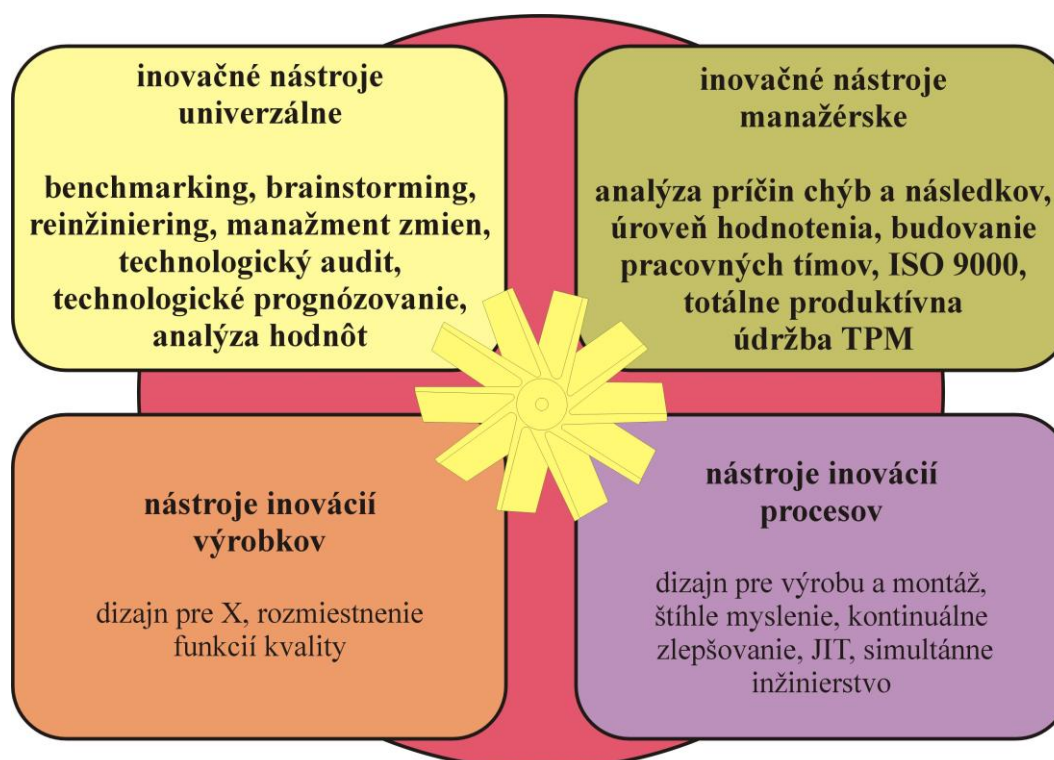 inovačné nástroje
univerzálne
benchmarking, brainstorming,
reinžiniering, manažment zmien,
technologický audit,
technologické prognózovanie,
analýza hodnôt
inovačné nástroje
manažérske
analýza príčin chýb a následkov,
úroveň hodnotenia, budovanie
pracovných tímov, ISO 9000,
totálne produktívna
údržba TPM
nástroje inovácií
výrobkov
dizajn pre X, rozmiestnenie
funkcií kvality
nástroje inovácií
procesov
dizajn pre výrobu a montáž,
štíhle myslenie, kontinuálne
zlepšovanie, JIT, simultánne
inžinierstvo